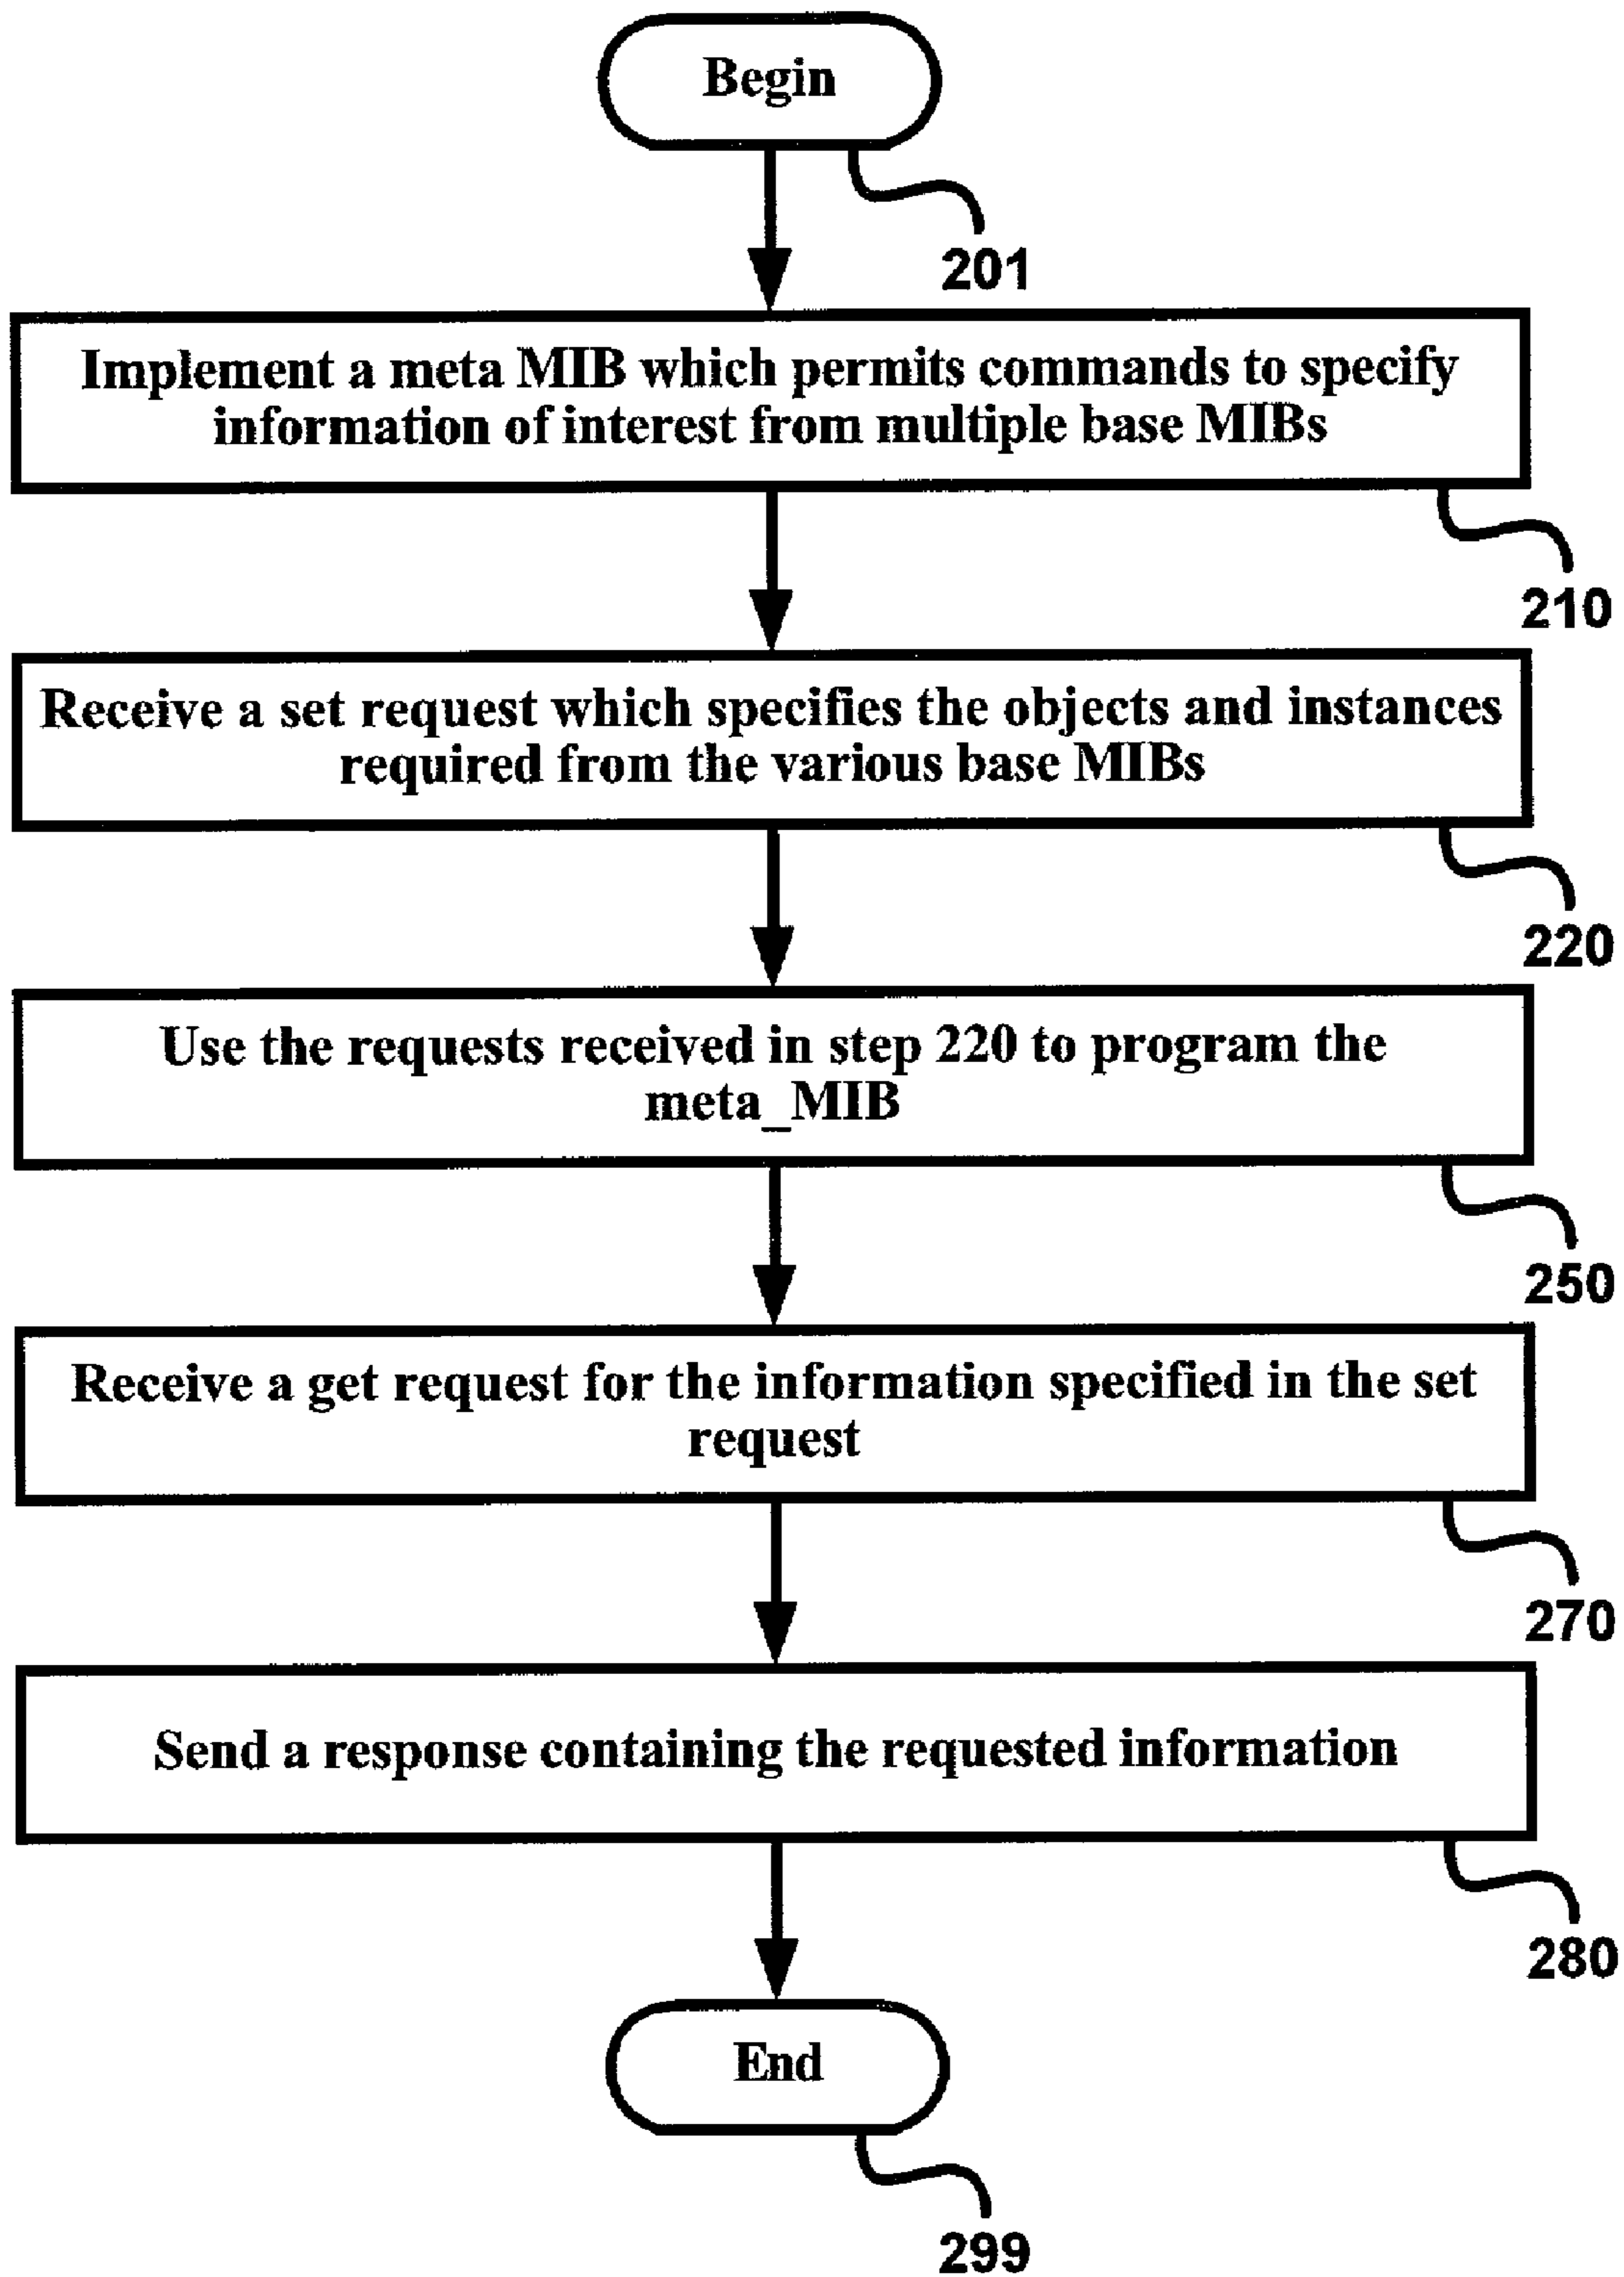 Begin
201
Implement a meta MIB which permits commands to specify
information of interest from multiple base MIBs
210
Receive a set request which specifies the objects and instances
required from the various base MIBs
220
Use the requests received in step 220 to program the
meta_MIB
250
Receive a get request for the information specified in the set
request
270
Send a response containing the requested information
280
End
299